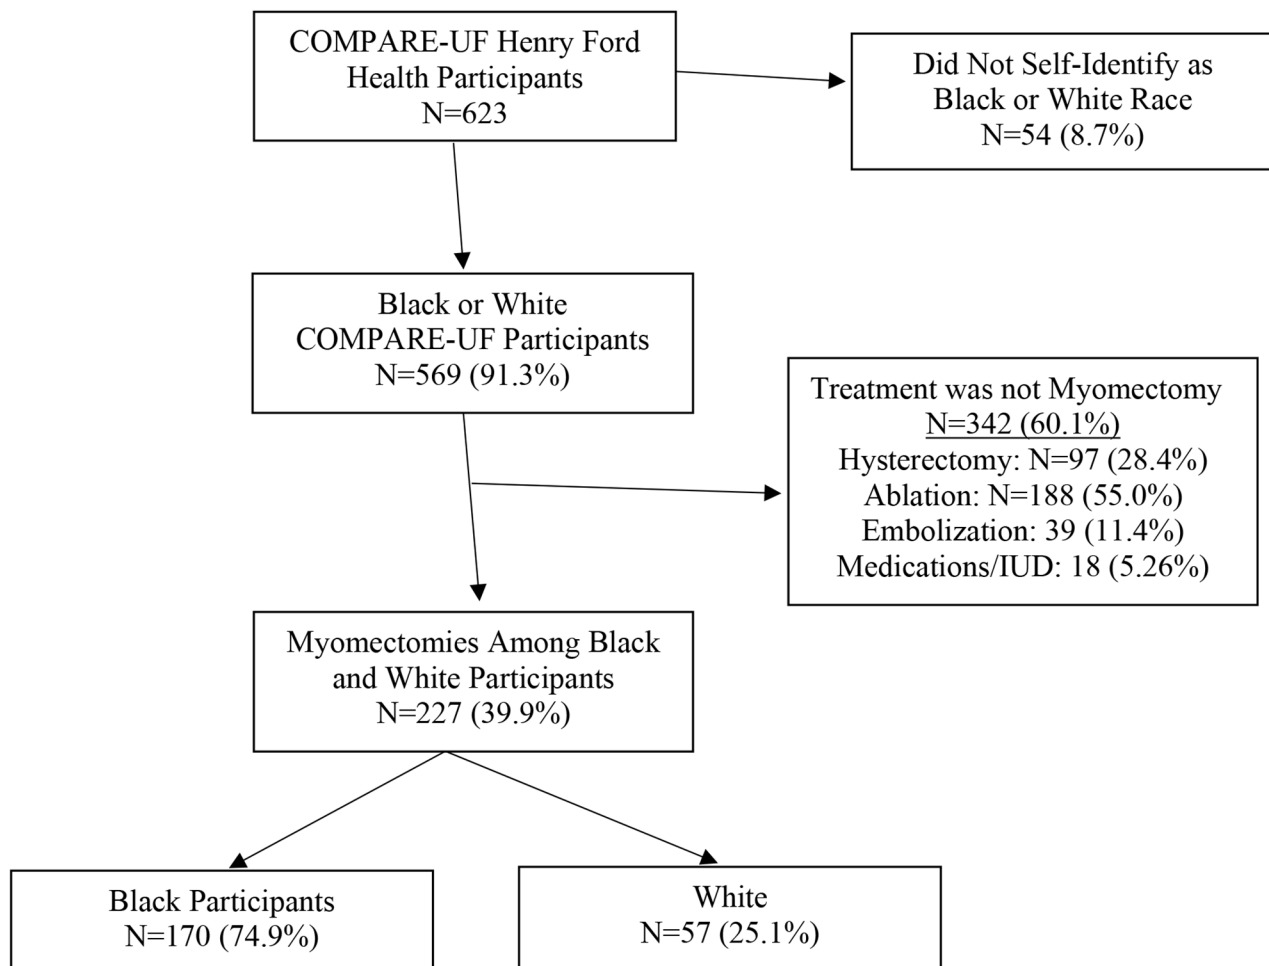 COMPARE-UF Henry Ford
Health Participants
N=623
Did Not Self-Identify as
Black or White Race
N=54 (8.7%)
Black or White
COMPARE-UF Participants
N=569 (91.3%)
Treatment was not Myomectomy
N=342 (60.1%)
Hysterectomy: N=97 (28.4%)
Ablation: N=188 (55.0%)
Embolization: 39 (11.4%)
Medications/IUD: 18 (5.26%)
Myomectomies Among Black
and White Participants
N=227 (39.9%)
Black Participants
N=170 (74.9%)
White
N=57 (25.1%)